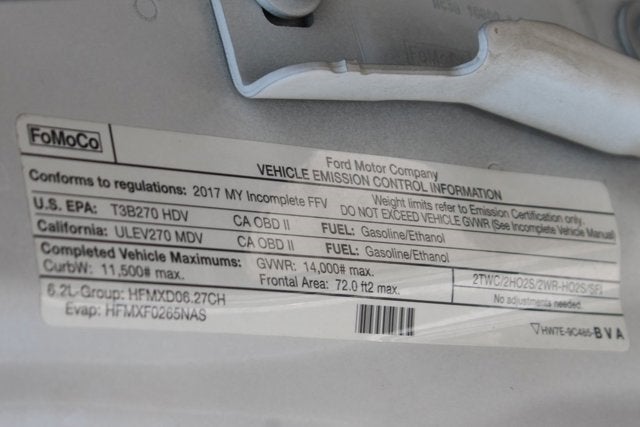 FoMoCo
Ford Motor Company
VEHICLE EMISSION CONTROL INFORMATION
Conforms to regulations: 2017 MY Incomplete FFV
Weight limits refer to Emission Certification only.
DO NOT EXCEED VEHICLE GVWR (See Incomplete Vehicle Manual)
U.S. EPA: T3B270 HDV CA OBD II FUEL: Gasoline/Ethanol
California: ULEV270 MDV CA OBD II FUEL: Gasoline/Ethanol
Completed Vehicle Maximums: GVWR: 14,000# max.
CurbW: 11,500# max. Frontal Area: 72.0 ft2 max.
2TWC/2HO2S/2WR-HO2S/SFI
No adjustments needed.
6.2L-Group: HFMXD06.27CH
Evap: HFMXF0265NAS
HW7E-9C485-B V A